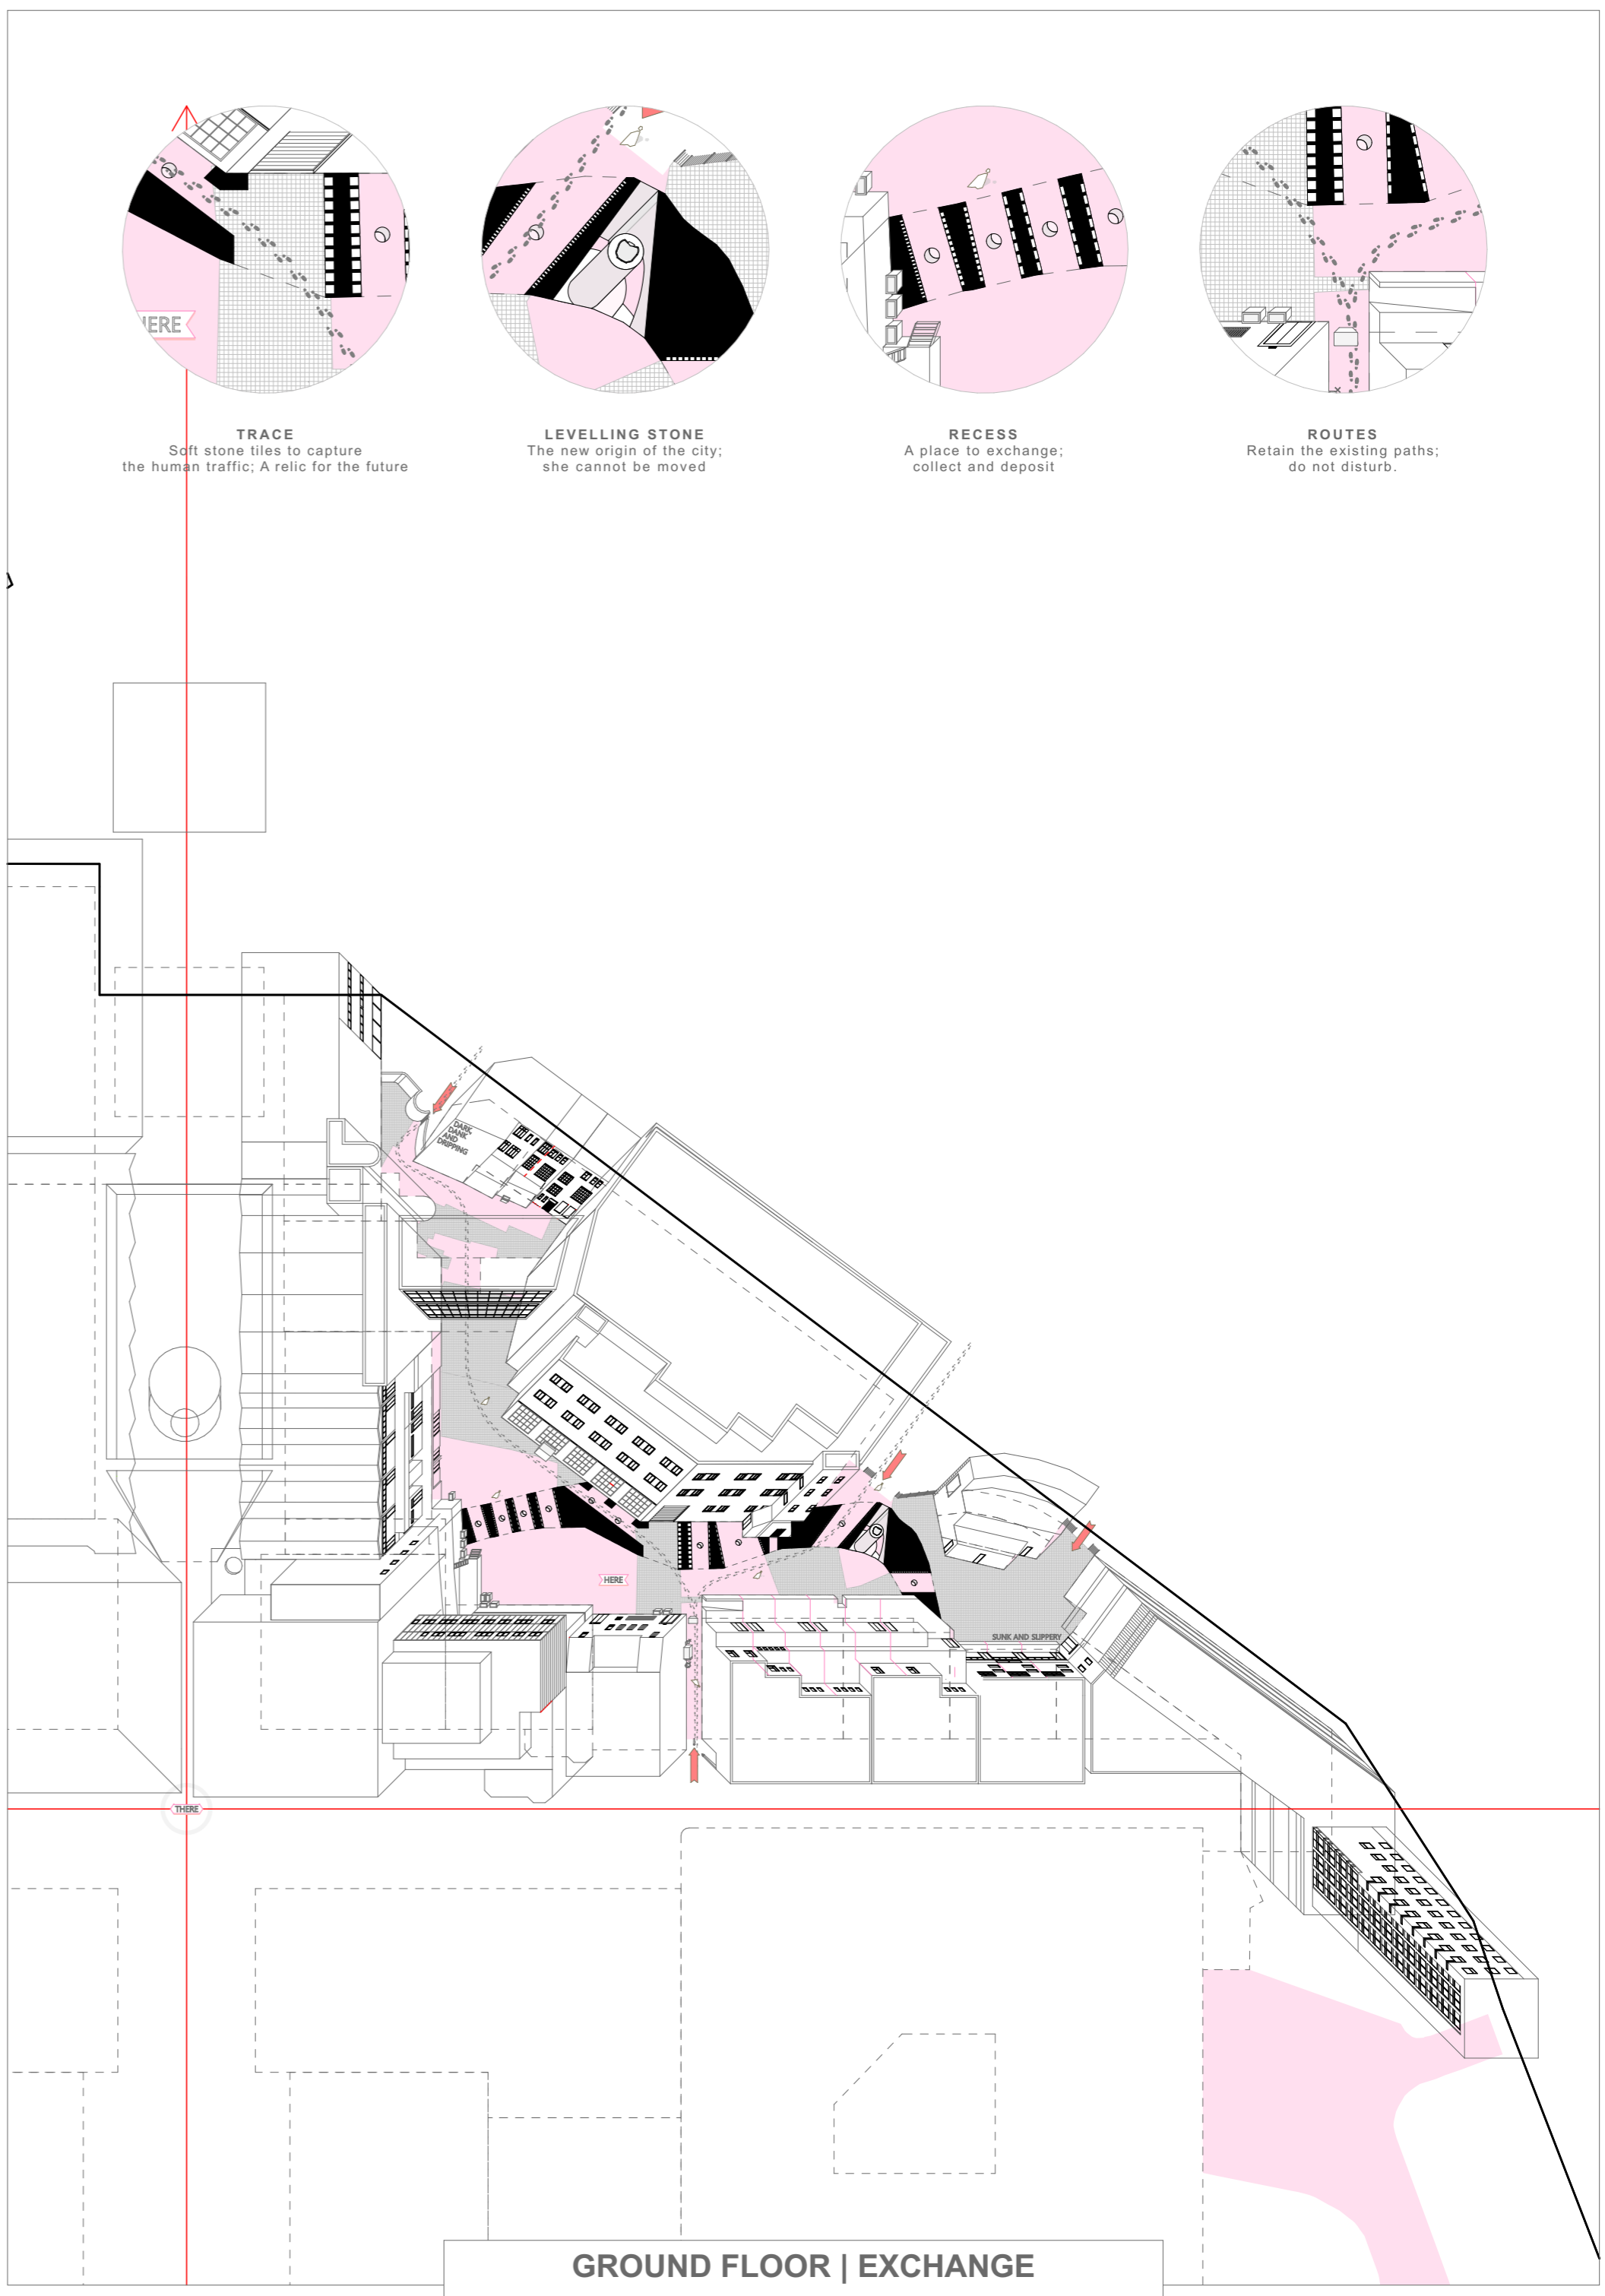 HERE
TRACE
Soft stone tiles to capture
the human traffic; A relic for the future
LEVELLING STONE
The new origin of the city;
she cannot be moved
RECESS
A place to exchange;
collect and deposit
ROUTES
Retain the existing paths;
do not disturb.
DARK,
DANK
AND
DRIPPING
HERE
SUNK AND SLIPPERY
THERE
GROUND FLOOR | EXCHANGE